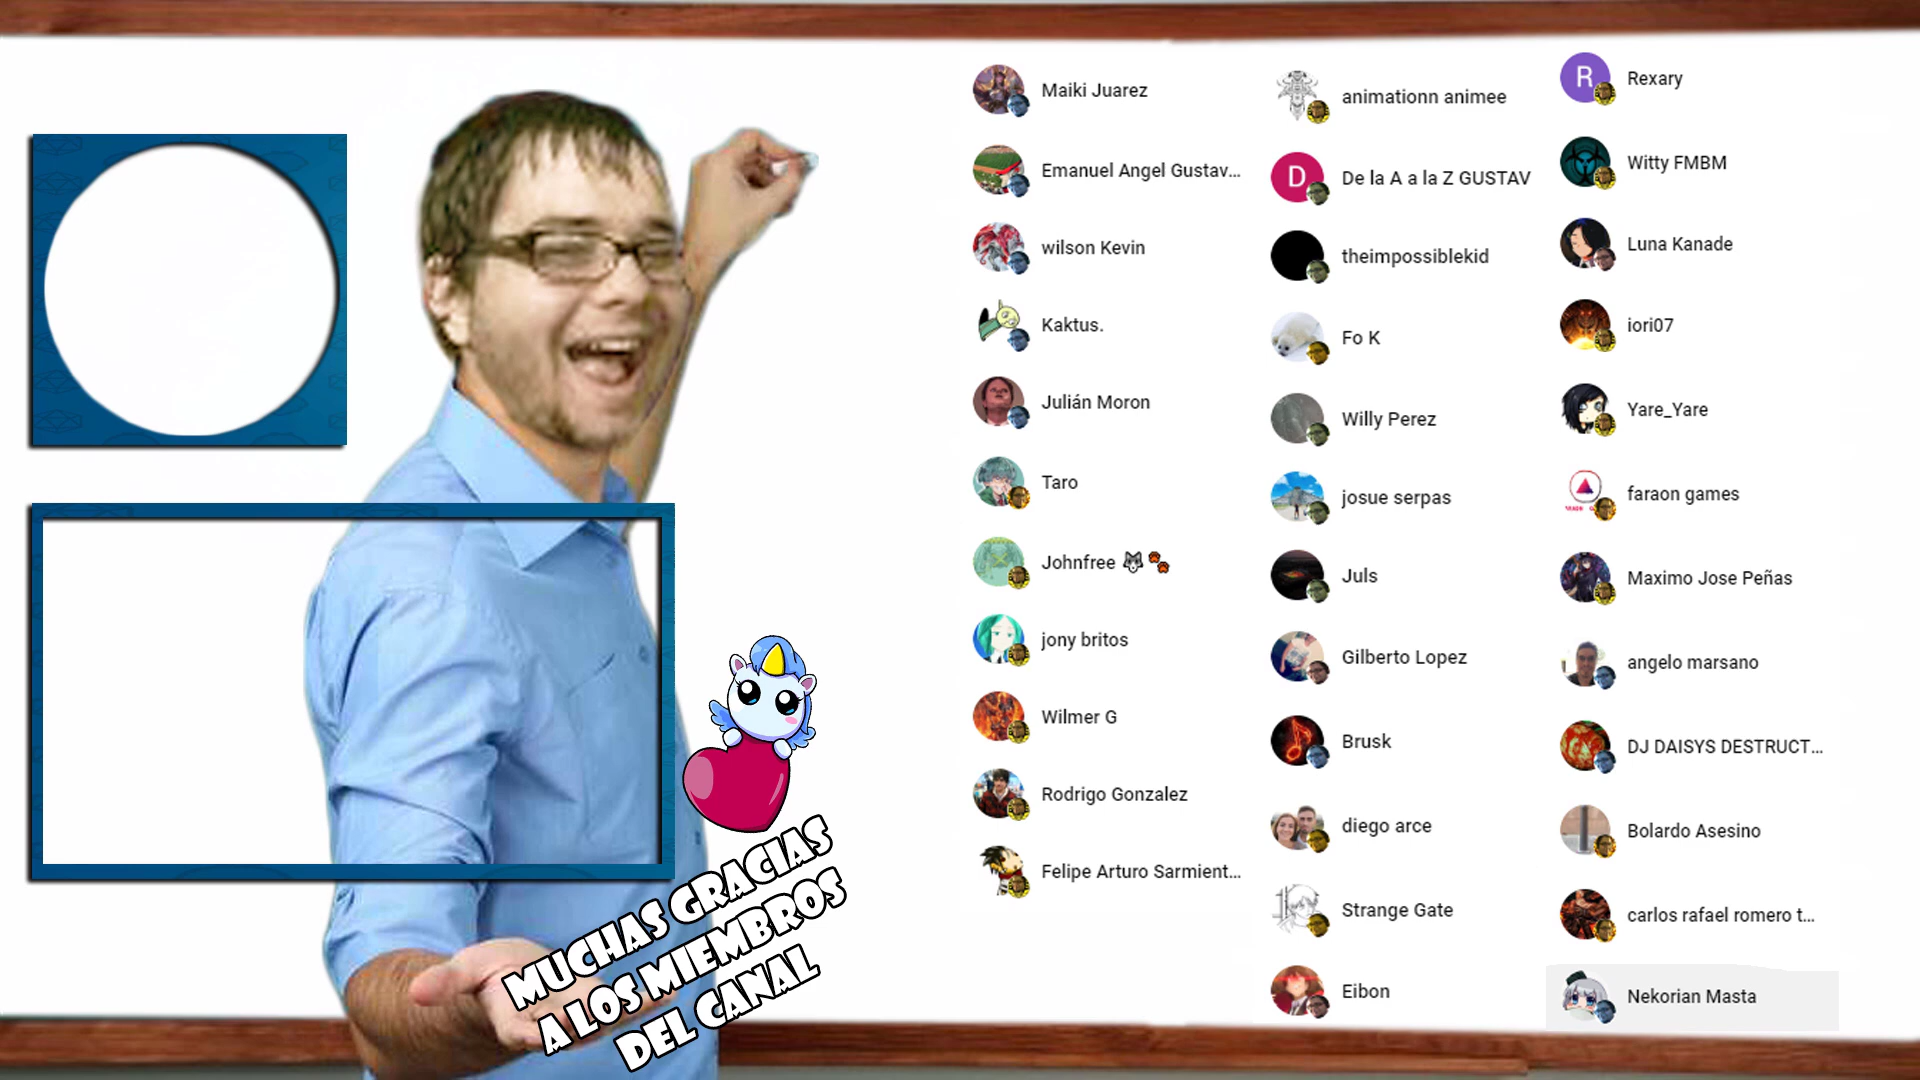 MUCHAS GRACIAS
A LOS MIEMBROS
DEL CANAL
Maiki Juarez
Emanuel Angel Gustav...
wilson Kevin
Kaktus.
Julián Moron
Taro
Johnfree 🐺🐾
jony britos
Wilmer G
Rodrigo Gonzalez
Felipe Arturo Sarmient...
animationn animee
D
De la A a la Z GUSTAV
theimpossiblekid
Fo K
Willy Perez
josue serpas
Juls
Gilberto Lopez
Brusk
diego arce
Strange Gate
Eibon
R
Rexary
Witty FMBM
Luna Kanade
iori07
Yare_Yare
faraon games
Maximo Jose Peñas
angelo marsano
DJ DAISYS DESTRUCT...
Bolardo Asesino
carlos rafael romero t...
Nekorian Masta